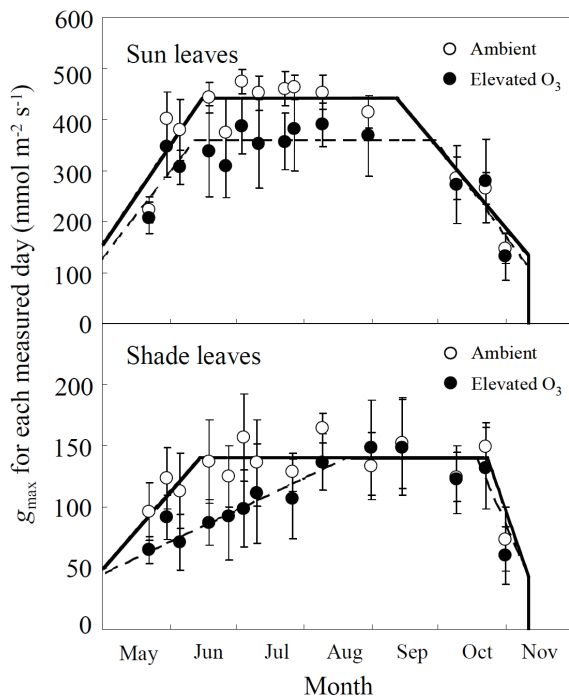 g_max for each measured day (mmol m⁻² s⁻¹)
600
500
400
300
200
100
0
Sun leaves
Ambient
Elevated O₃
200
150
100
50
0
Shade leaves
Ambient
Elevated O₃
May Jun Jul Aug Sep Oct Nov
Month